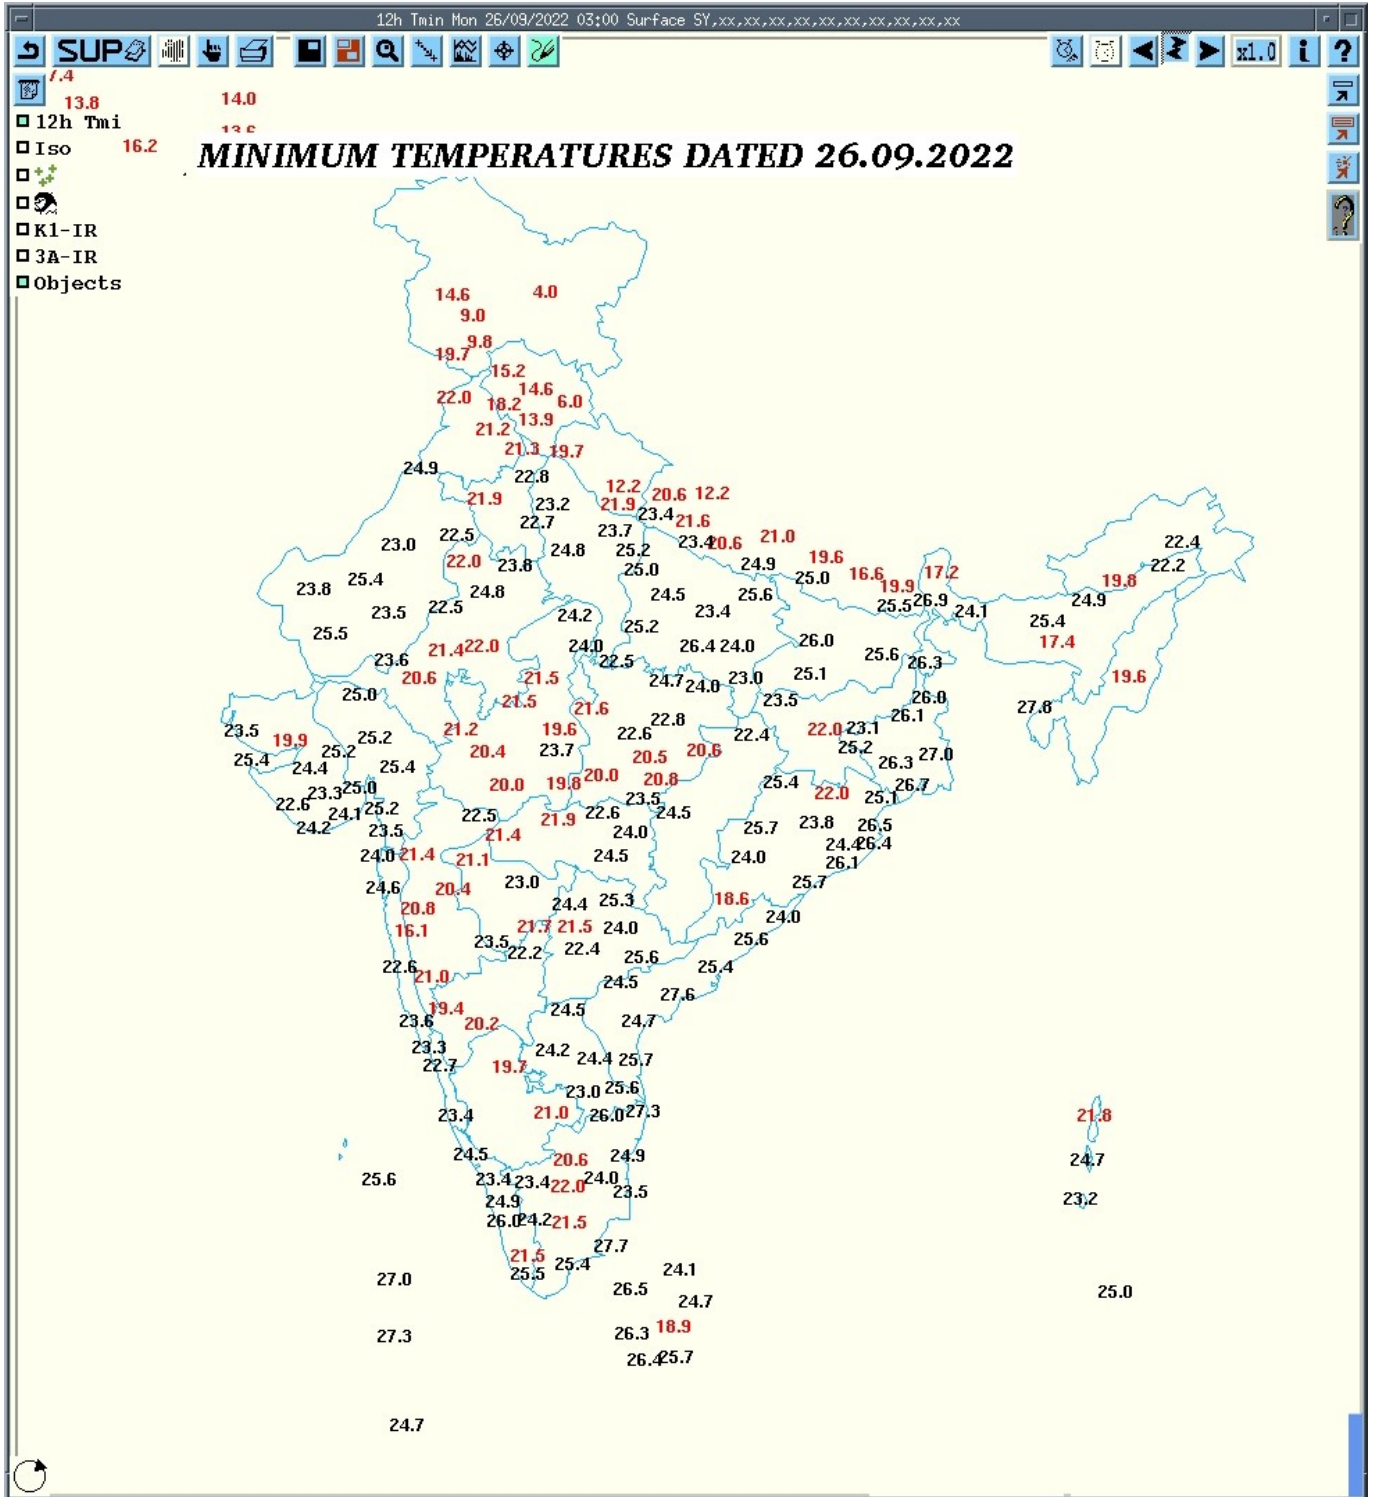 12h Tmin Mon 26/09/2022 03:00 Surface SY,xx,xx,xx,xx,xx,xx,xx,xx,xx,xx
SUP x1.0 i ?
7.4
13.8 14.0
12h Tmi 13.6
Iso 16.2
MINIMUM TEMPERATURES DATED 26.09.2022
K1-IR
3A-IR
Objects
14.6 4.0
9.0
9.8
19.7
15.2
14.6
22.0 18.2 6.0
13.9
21.2
21.3 19.7
24.9 22.8
12.2 20.6 12.2
21.9 23.2 21.9
23.4
22.7 21.6
23.7
22.5 23.4 20.6 21.0
23.0 24.8 25.2
22.0 23.8 25.0 24.9 19.6
22.4
22.2
25.4 25.0 16.6 17.2 19.8
23.8 24.8 24.5 25.6 19.9
22.5 25.5 26.9 24.9
23.5 24.2 23.4 24.1
25.5 25.2 25.4
21.4 22.0 24.0 26.4 24.0 26.0 17.4
23.6 22.5 25.6 26.3
20.6 21.5 24.7 24.0 23.0 25.1 19.6
25.0 21.5 21.6 23.5 26.0 27.8
23.5 21.2 19.6 22.8 26.1
22.6 22.4 22.0 23.1
19.9 25.2 20.4 23.7 20.5 20.6 25.2 27.0
25.4 25.2 26.3
24.4 25.4 20.0 19.8 20.0 20.8 25.4 26.7
23.3 25.0 23.5 22.0 25.1
22.6 24.1 25.2 22.5 21.9 22.6 24.5
24.2 23.5 21.4 24.0 25.7 23.8 26.5
24.4 26.4
24.0 21.4 21.1 24.5 24.0 26.1
24.6 20.4 23.0 25.7
20.8 24.4 25.3 18.6
24.0
16.1 21.7 21.5 24.0
23.5 22.2 22.4 25.6
25.6
22.6 21.0 24.5 25.4
27.6
19.4 24.5
23.6 20.2 24.7
23.3 24.2
22.7 19.7 24.4 25.7
23.0 25.6
23.4 21.0 26.0 27.3 21.8
24.5 20.6 24.9 24.7
25.6 23.4 23.4 22.0 24.0
24.9 23.5 23.2
26.0 24.2 21.5
27.7
21.5 25.4
25.5 24.1
27.0 26.5 25.0
24.7
27.3 26.3 18.9
26.4 25.7
24.7